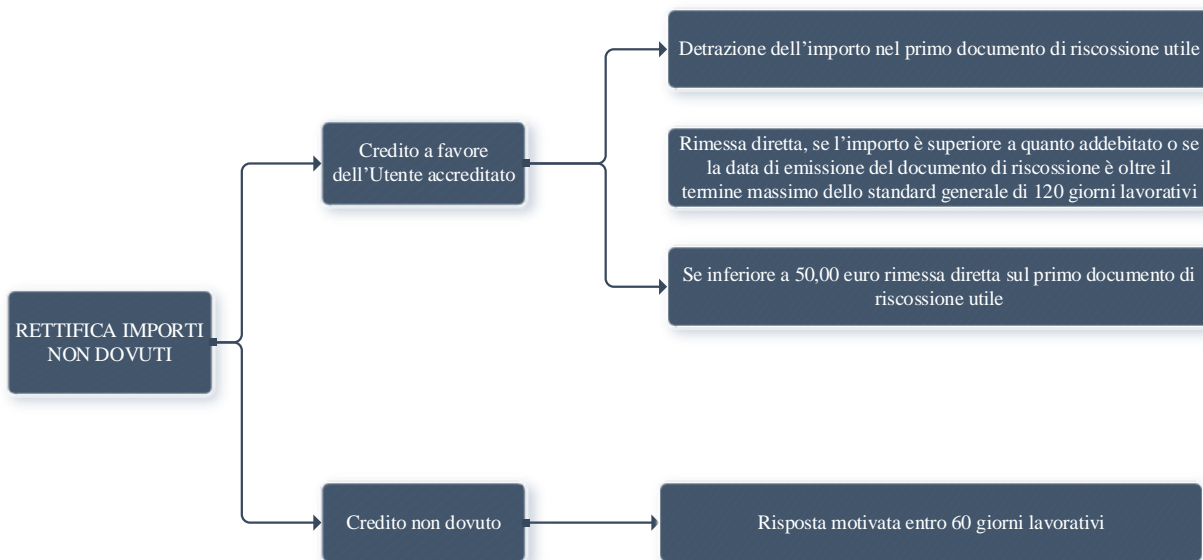 Detrazione dell’importo nel primo documento di riscossione utile
Credito a favore
dell’Utente accreditato
Rimessa diretta, se l’importo è superiore a quanto addebitato o se
la data di emissione del documento di riscossione è oltre il
termine massimo dello standard generale di 120 giorni lavorativi
Se inferiore a 50,00 euro rimessa diretta sul primo documento di
riscossione utile
RETTIFICA IMPORTI
NON DOVUTI
Credito non dovuto
Risposta motivata entro 60 giorni lavorativi